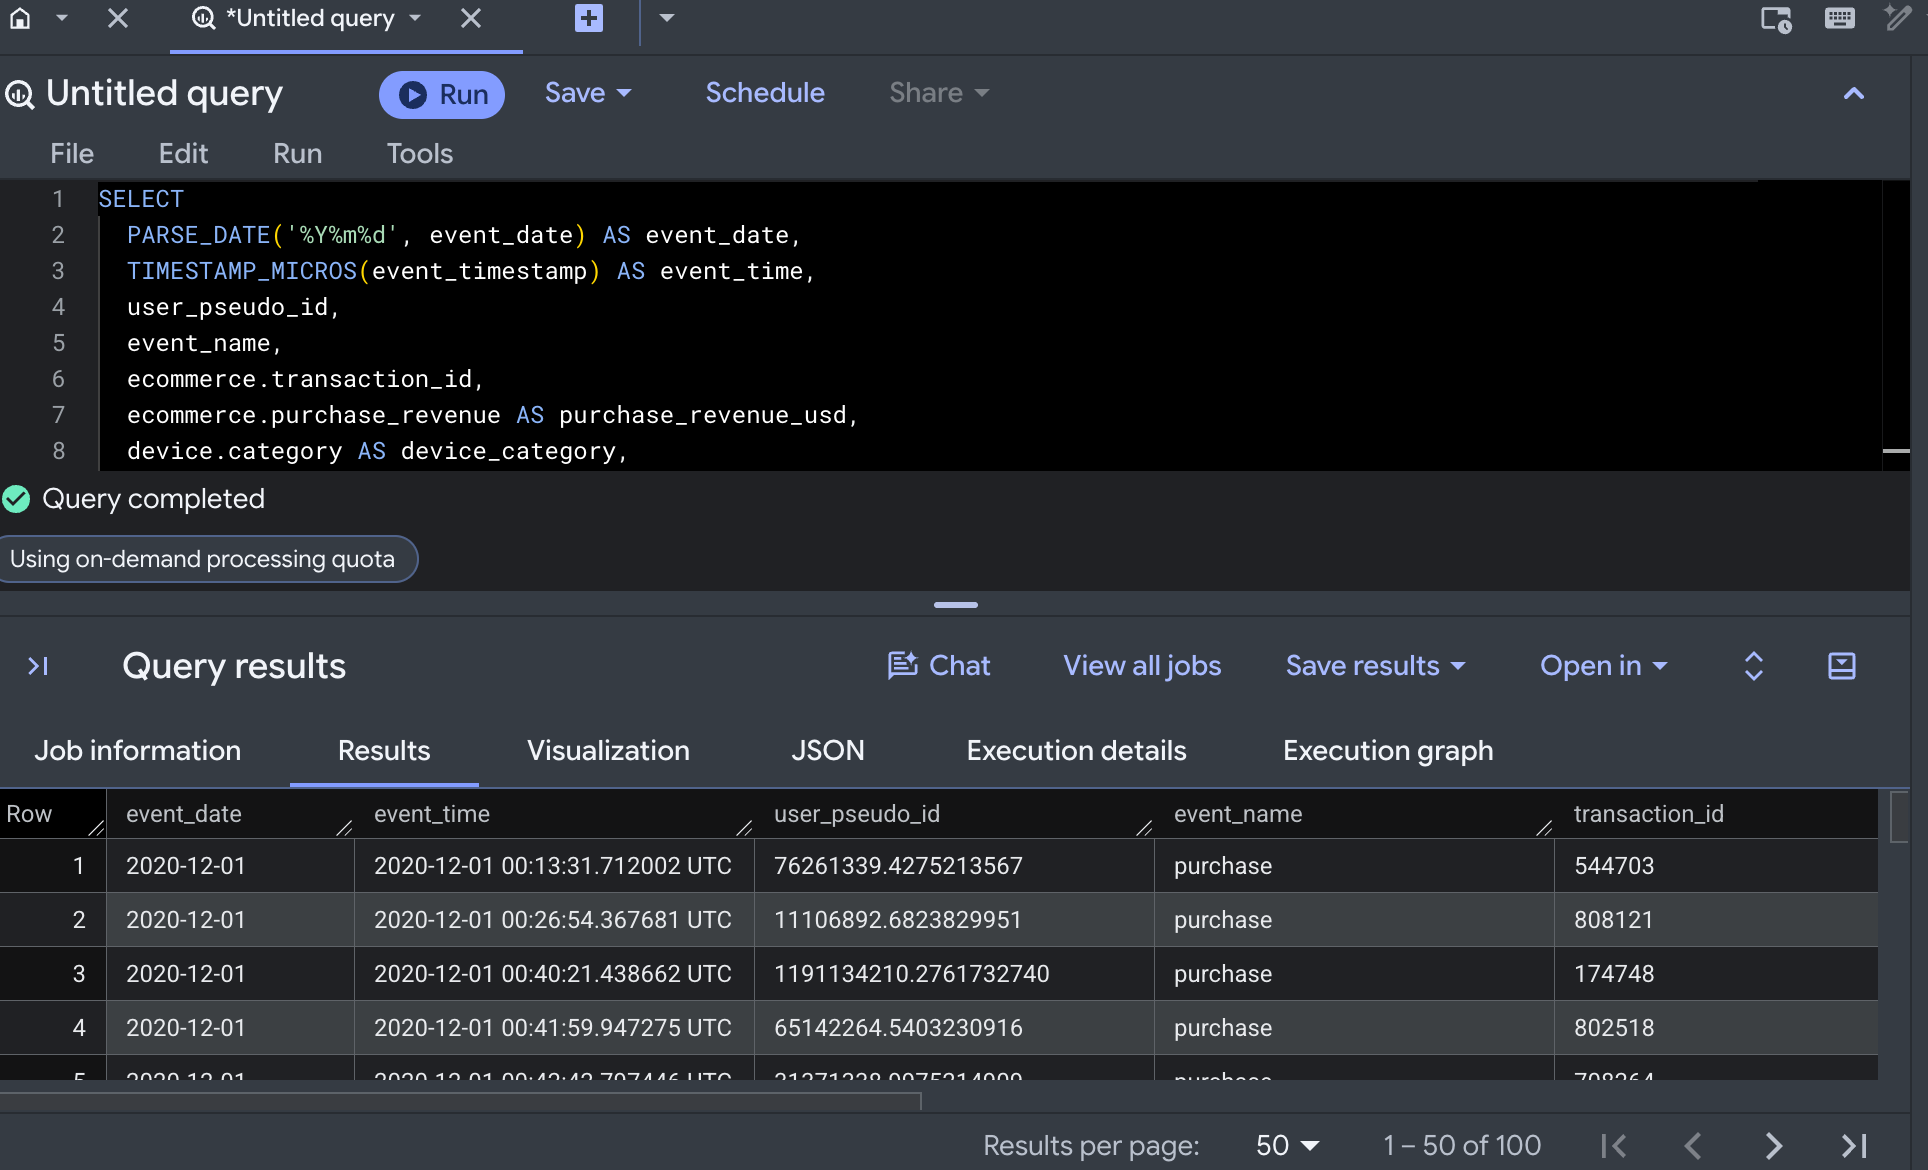 *Untitled query
Untitled query
Run
Save
Schedule
Share
File
Edit
Run
Tools
1 SELECT
2 PARSE_DATE('%Y%m%d', event_date) AS event_date,
3 TIMESTAMP_MICROS(event_timestamp) AS event_time,
4 user_pseudo_id,
5 event_name,
6 ecommerce.transaction_id,
7 ecommerce.purchase_revenue AS purchase_revenue_usd,
8 device.category AS device_category,
Query completed
Using on-demand processing quota
Query results
Chat
View all jobs
Save results
Open in
Job information
Results
Visualization
JSON
Execution details
Execution graph
Row event_date event_time user_pseudo_id event_name transaction_id
1 2020-12-01 2020-12-01 00:13:31.712002 UTC 76261339.4275213567 purchase 544703
2 2020-12-01 2020-12-01 00:26:54.367681 UTC 11106892.6823829951 purchase 808121
3 2020-12-01 2020-12-01 00:40:21.438662 UTC 1191134210.2761732740 purchase 174748
4 2020-12-01 2020-12-01 00:41:59.947275 UTC 65142264.5403230916 purchase 802518
5 2020-12-01 purchase
Results per page: 50 1 – 50 of 100